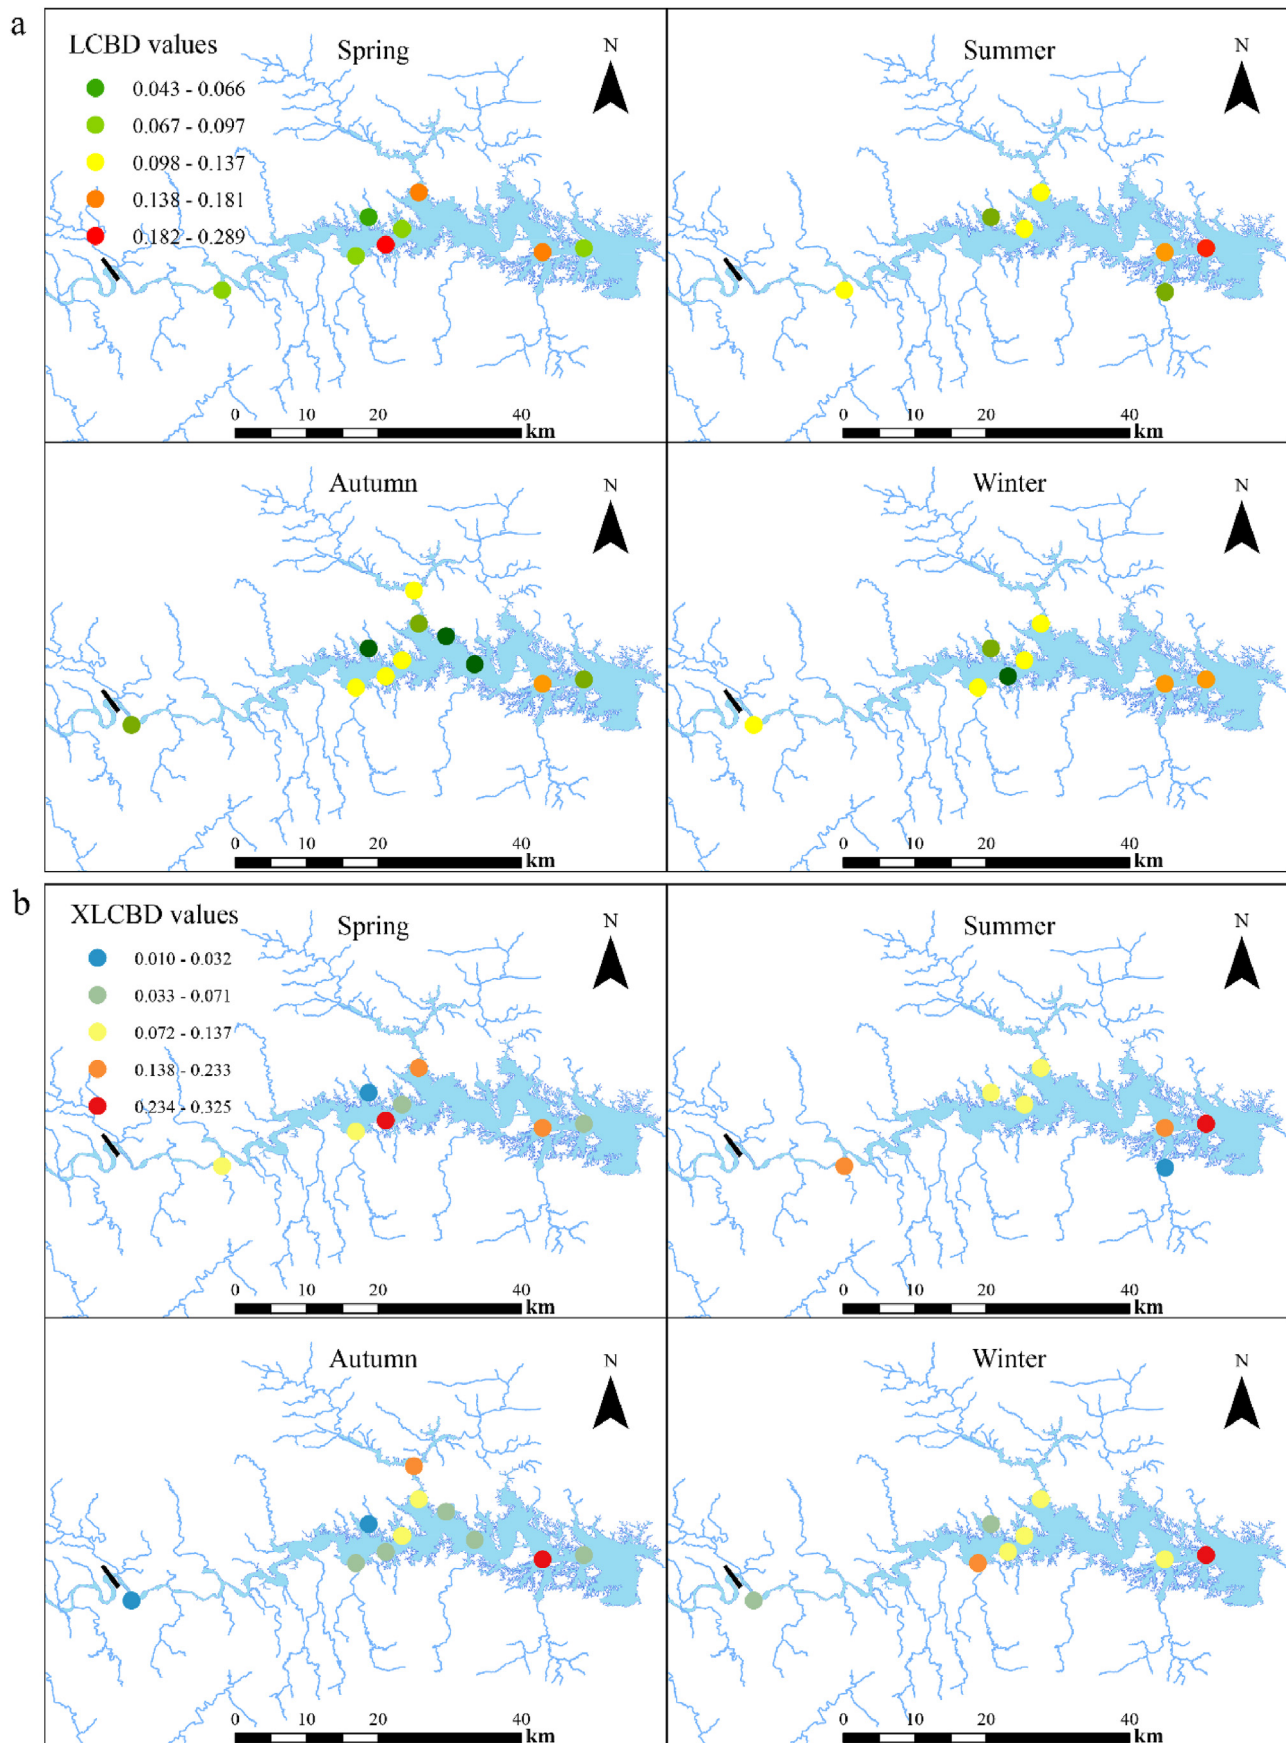 a
LCBD values
Spring
N
0.043 - 0.066
0.067 - 0.097
0.098 - 0.137
0.138 - 0.181
0.182 - 0.289
0 10 20 40
km
Summer
N
0 10 20 40
km
Autumn
N
0 10 20 40
km
Winter
N
0 10 20 40
km
b
XLCBD values
Spring
N
0.010 - 0.032
0.033 - 0.071
0.072 - 0.137
0.138 - 0.233
0.234 - 0.325
0 10 20 40
km
Summer
N
0 10 20 40
km
Autumn
N
0 10 20 40
km
Winter
N
0 10 20 40
km